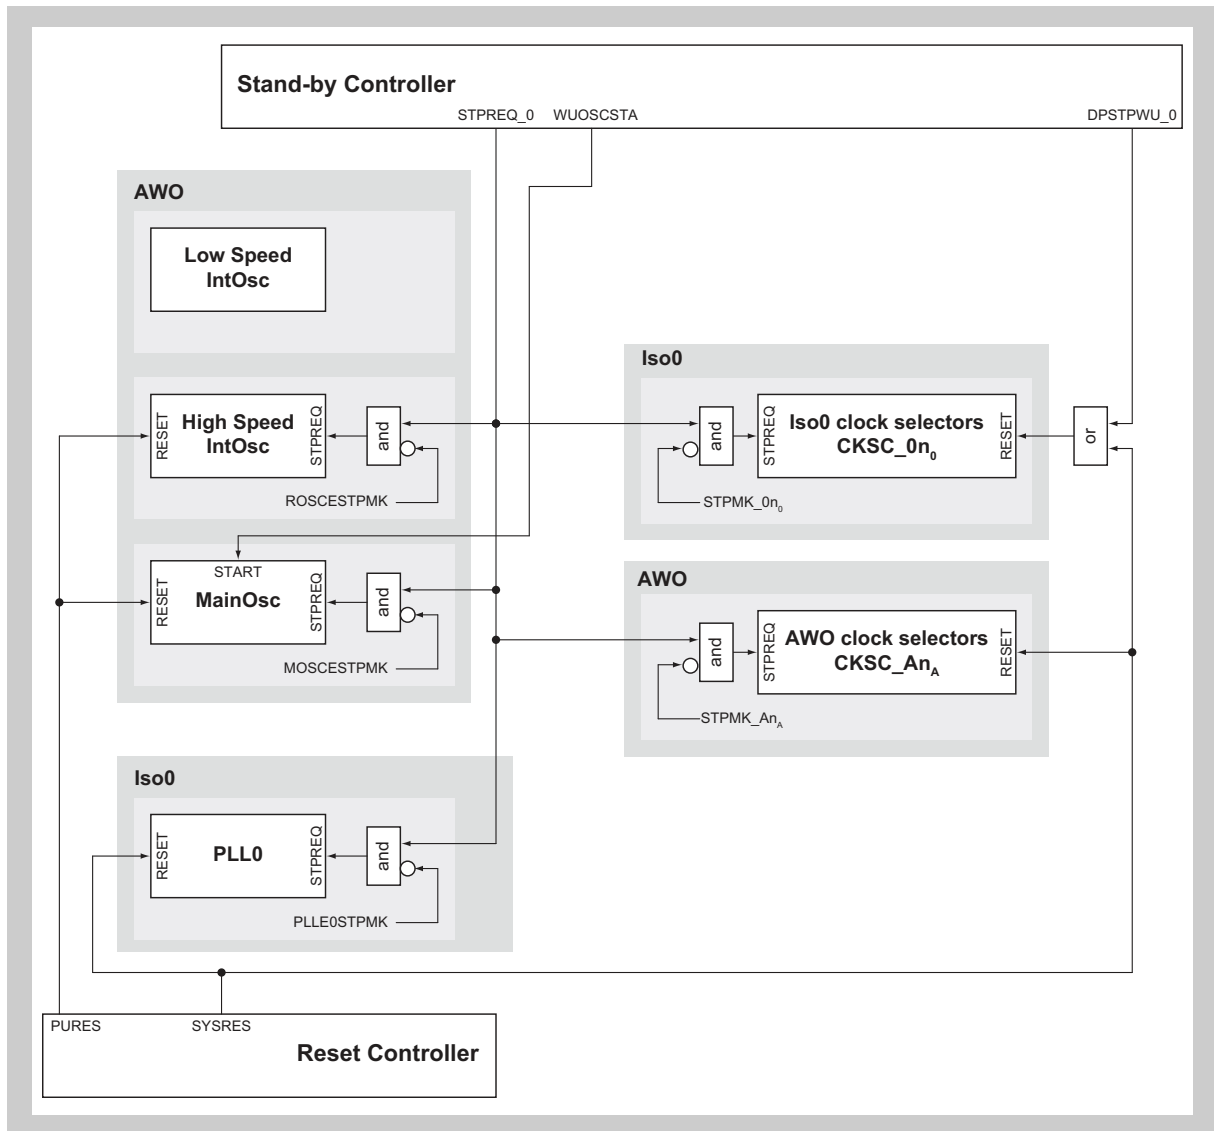 Stand-by Controller
STPREQ_0 WUOSCSTA DPSTPWU_0
AWO
Low Speed
IntOsc
RESET
High Speed
IntOsc
STPREQ
and
ROSCESTPMK
START
RESET
MainOsc
STPREQ
and
MOSCESTPMK
Iso0
and
STPREQ
Iso0 clock selectors
CKSC_0n0
RESET
or
STPMK_0n0
AWO
and
STPREQ
AWO clock selectors
CKSC_AnA
RESET
STPMK_AnA
Iso0
RESET
PLL0
STPREQ
and
PLLE0STPMK
PURES SYSRES
Reset Controller